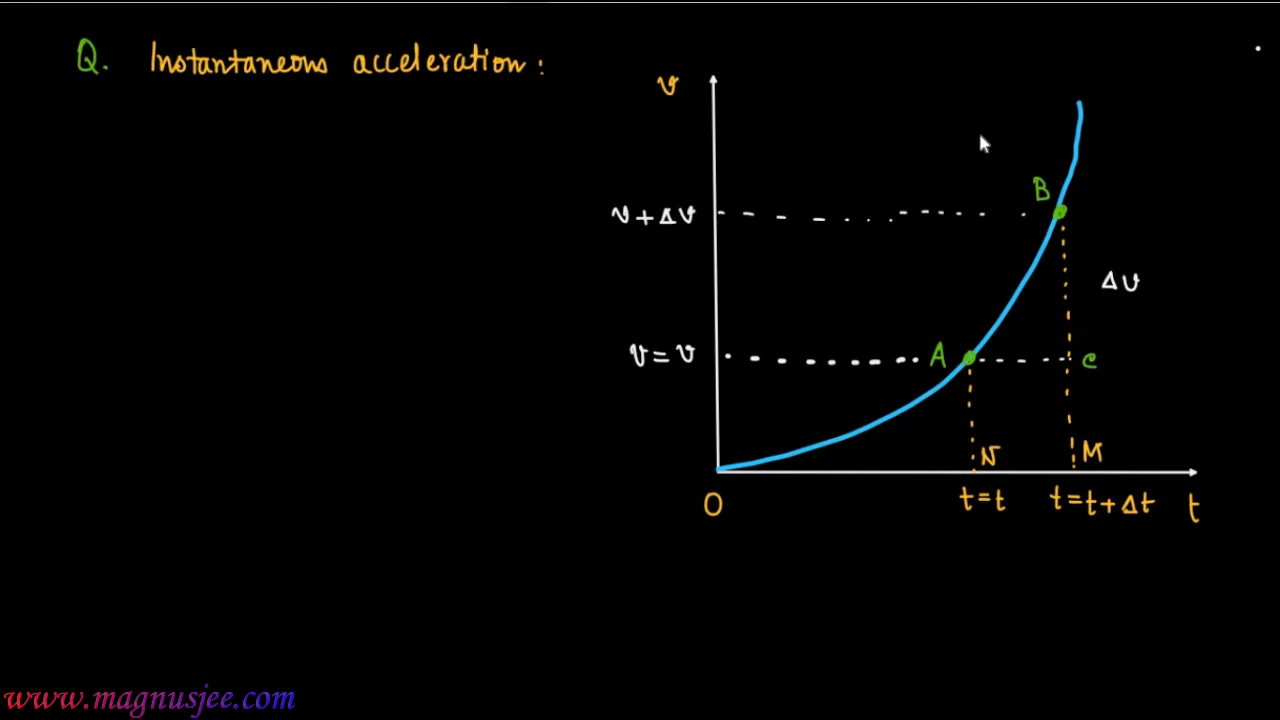 Q. Instantaneous acceleration:
v
B
v + Δv
Δv
v = v
A
C
N
M
O
t = t
t = t + Δt
t
www.magnusjee.com